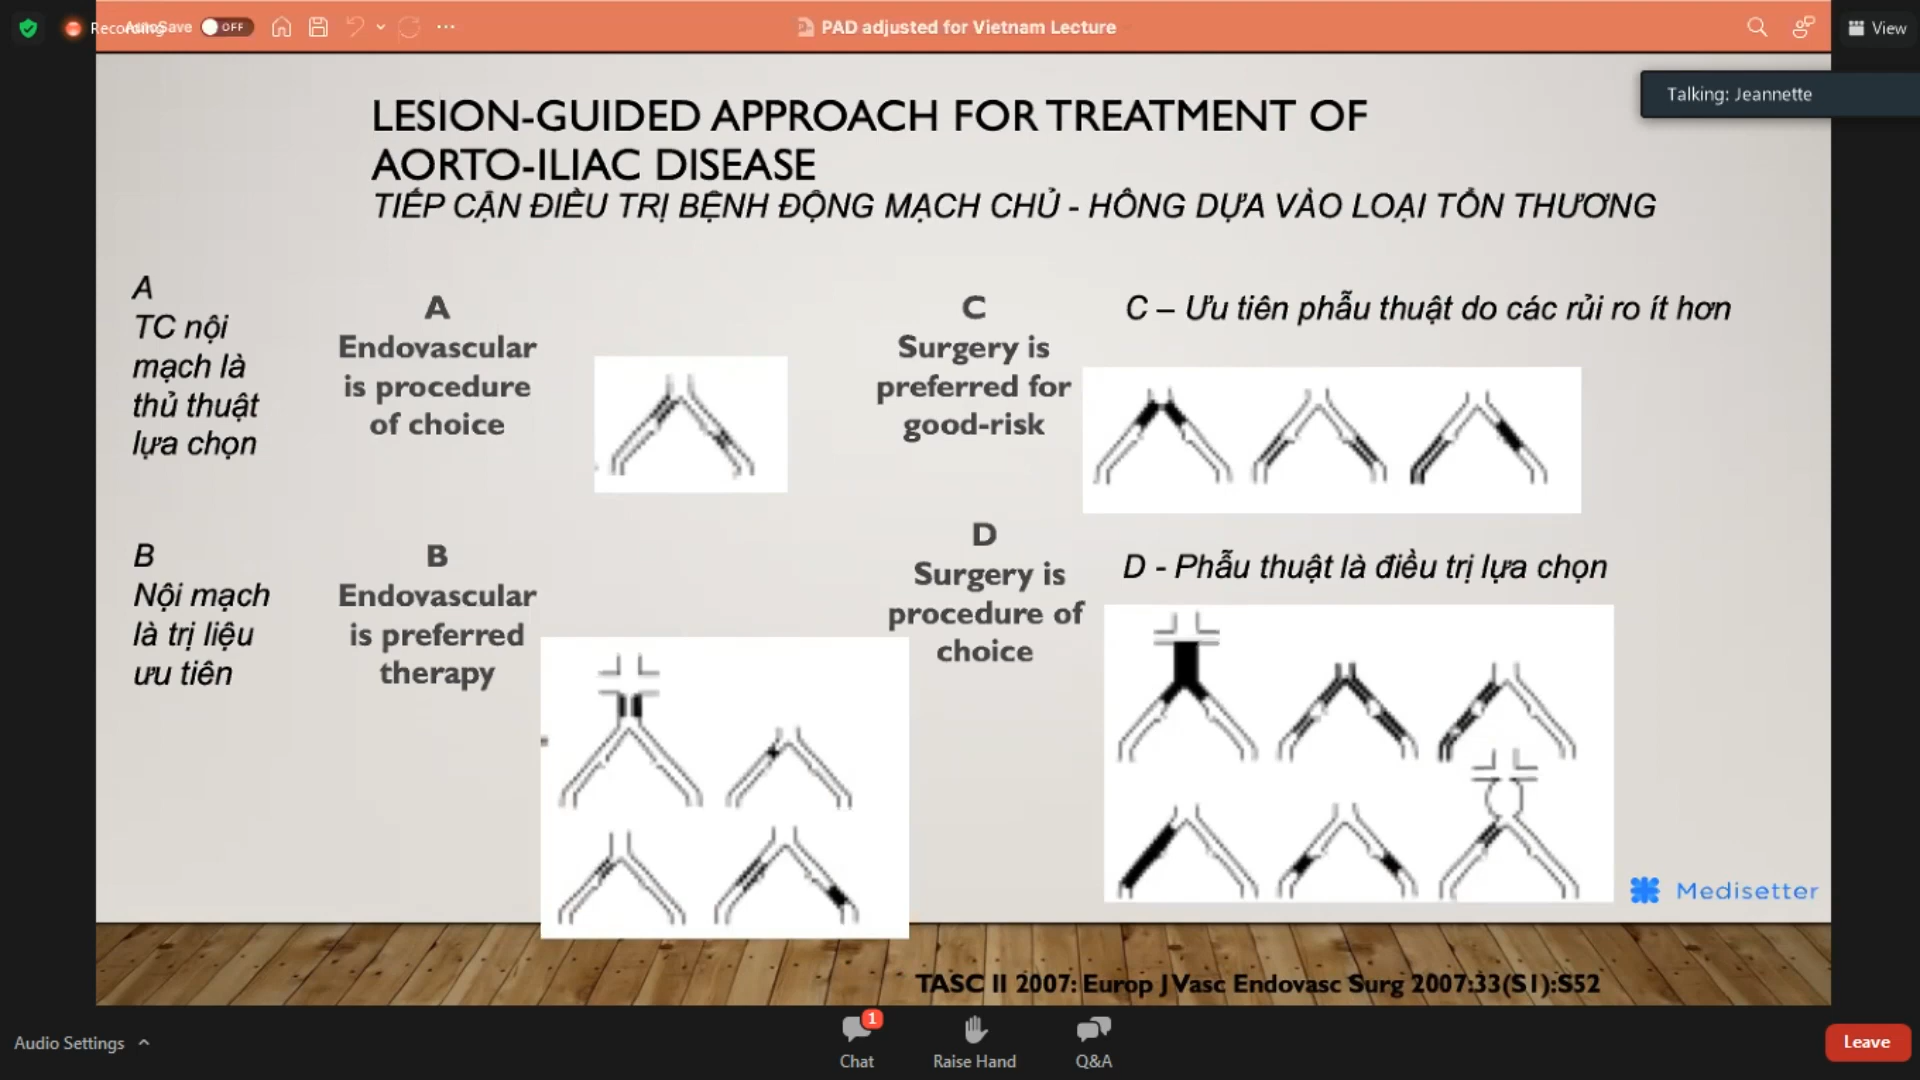 Recording
AutoSave
OFF
PAD adjusted for Vietnam Lecture
View
Talking: Jeannette
LESION-GUIDED APPROACH FOR TREATMENT OF
AORTO-ILIAC DISEASE
TIẾP CẬN ĐIỀU TRỊ BỆNH ĐỘNG MẠCH CHỦ - HÔNG DỰA VÀO LOẠI TỔN THƯƠNG
A
TC nội
mạch là
thủ thuật
lựa chọn
A
Endovascular
is procedure
of choice
C
Surgery is
preferred for
good-risk
C – Ưu tiên phẫu thuật do các rủi ro ít hơn
B
Nội mạch
là trị liệu
ưu tiên
B
Endovascular
is preferred
therapy
D
Surgery is
procedure of
choice
D - Phẫu thuật là điều trị lựa chọn
Medisetter
TASC II 2007: Europ J Vasc Endovasc Surg 2007:33(S1):S52
Audio Settings
1
Chat
Raise Hand
Q&A
Leave